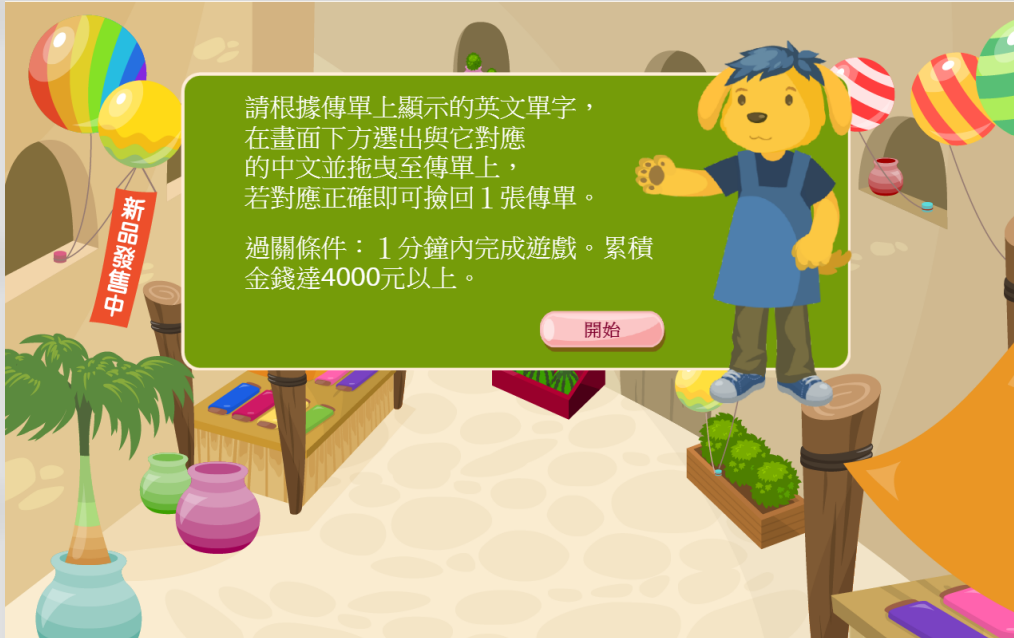 請根據傳單上顯示的英文單字，
在畫面下方選出與它對應
的中文並拖曳至傳單上，
若對應正確即可撿回１張傳單。
過關條件：１分鐘內完成遊戲。累積
金錢達4000元以上。
開始
新品發售中